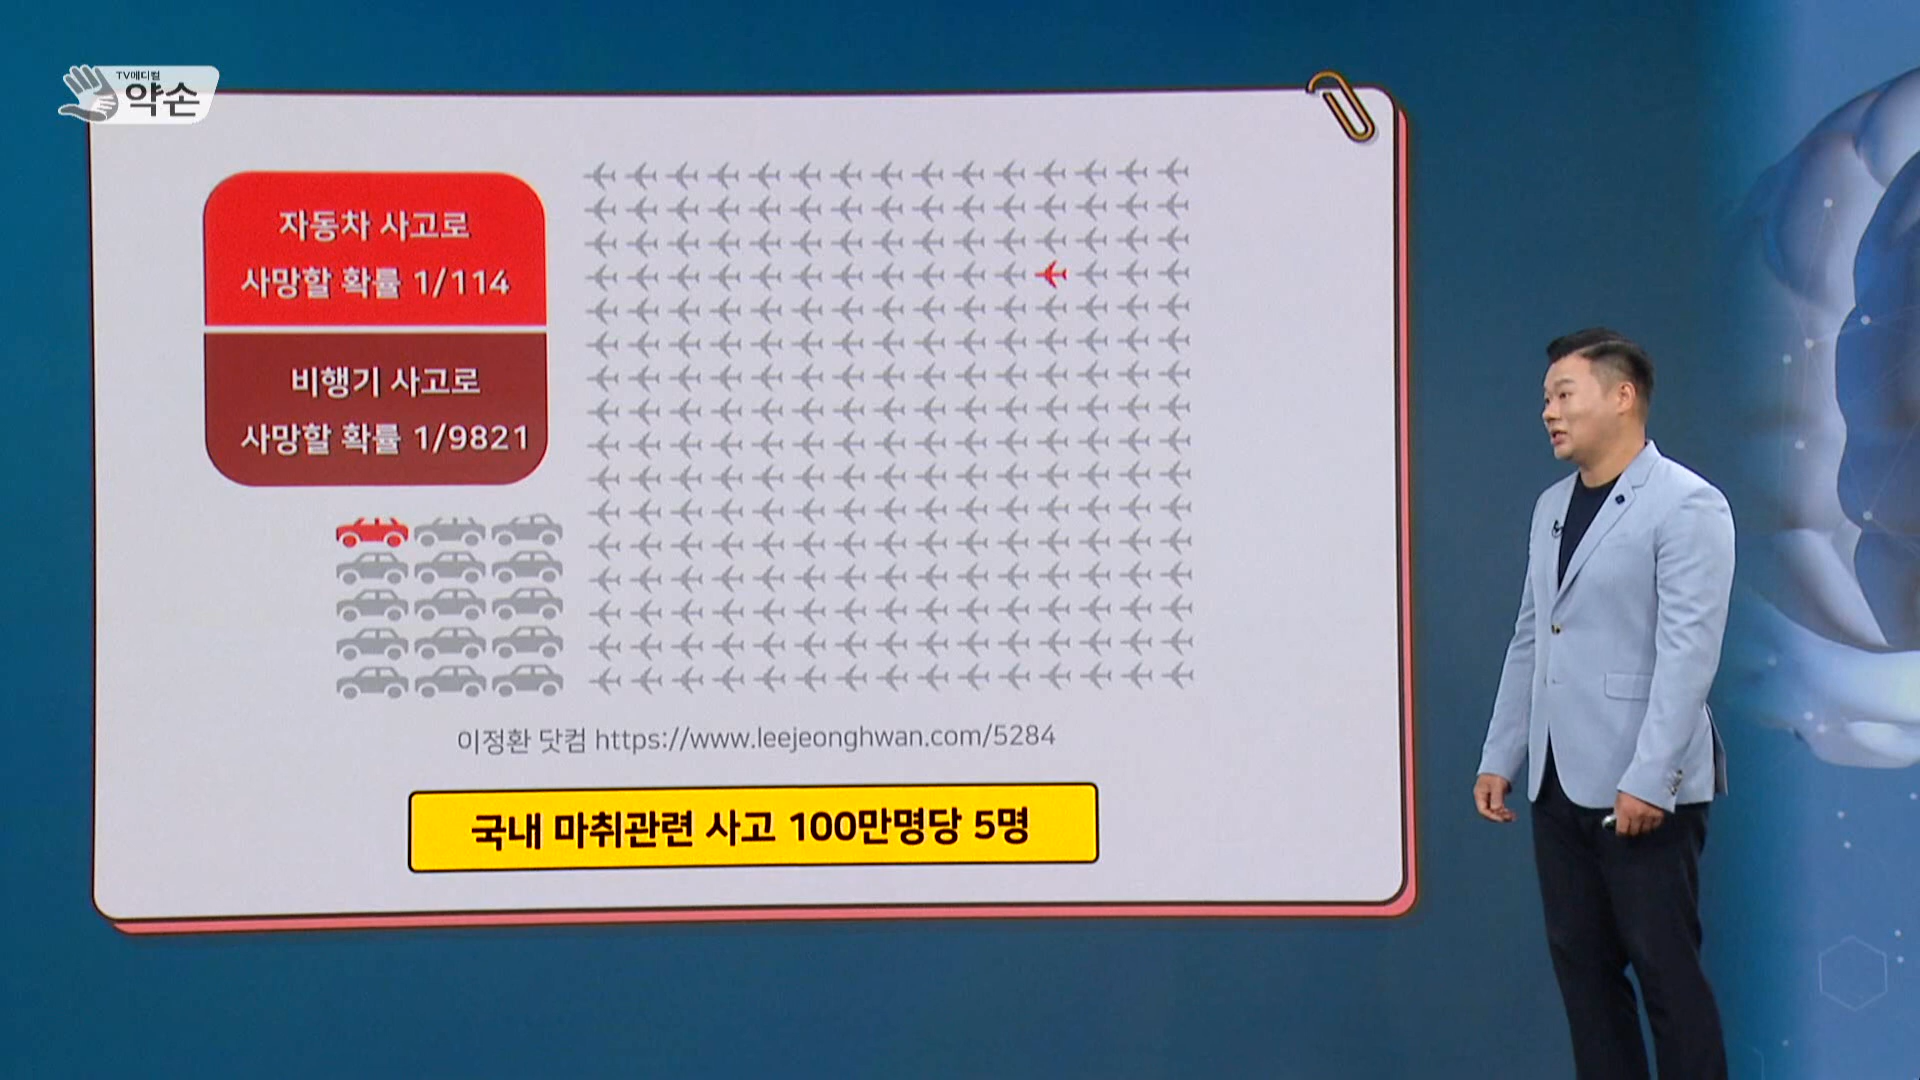 TV메디컬
약손
자동차 사고로
사망할 확률 1/114
비행기 사고로
사망할 확률 1/9821
이정환 닷컴 https://www.leejeonghwan.com/5284
국내 마취관련 사고 100만명당 5명